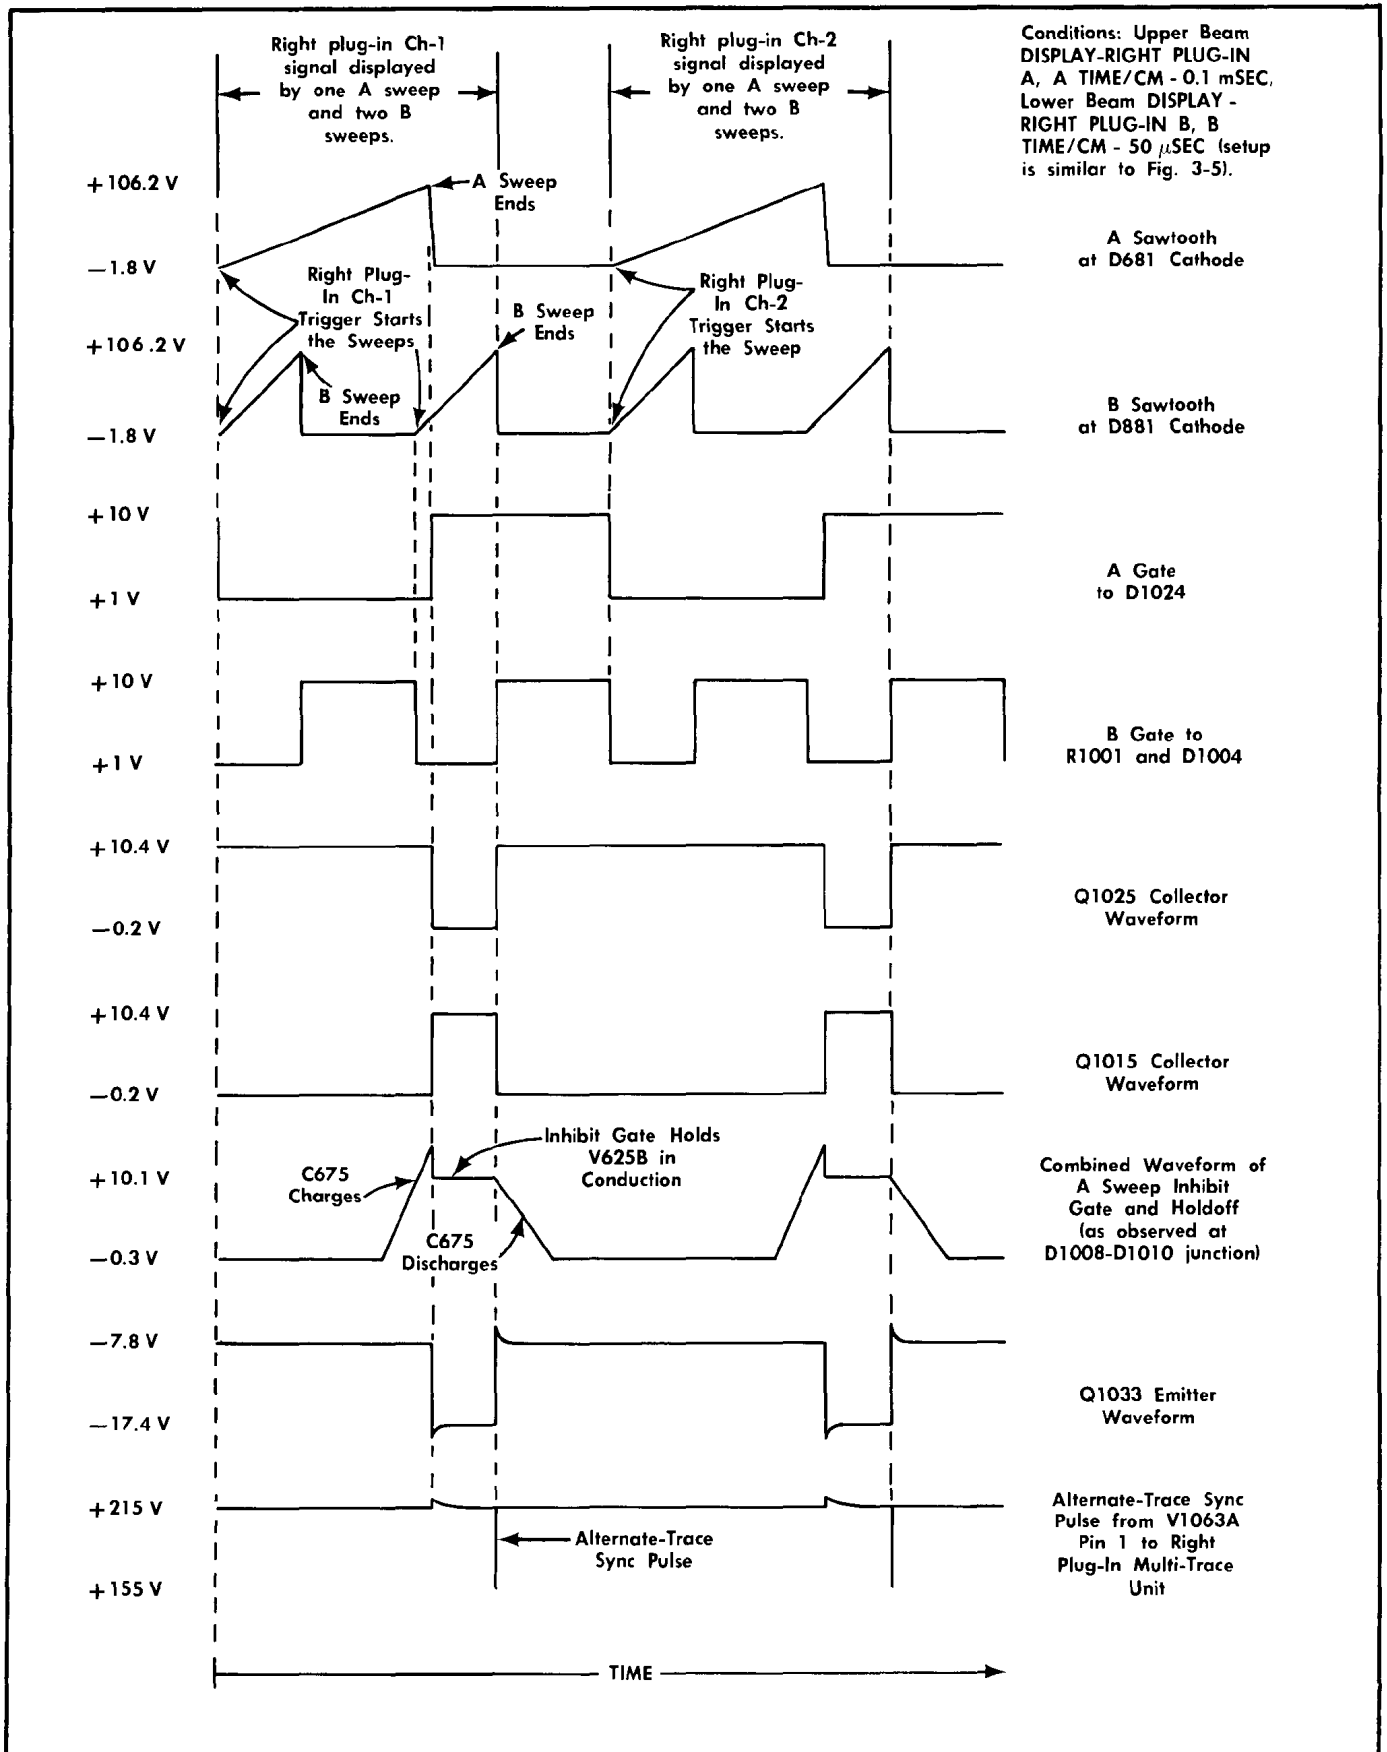 Right plug-in Ch-1
signal displayed
by one A sweep
and two B
sweeps.
Right plug-in Ch-2
signal displayed
by one A sweep
and two B
sweeps.
Conditions: Upper Beam
DISPLAY-RIGHT PLUG-IN
A, A TIME/CM - 0.1 mSEC,
Lower Beam DISPLAY -
RIGHT PLUG-IN B, B
TIME/CM - 50 μSEC (setup
is similar to Fig. 3-5).
+106.2 V
A Sweep
Ends
−1.8 V
A Sawtooth
at D681 Cathode
Right Plug-
In Ch-1
Trigger Starts
the Sweeps
Right Plug-
In Ch-2
Trigger Starts
the Sweep
B Sweep
Ends
+106.2 V
B Sweep
Ends
−1.8 V
B Sawtooth
at D881 Cathode
+10 V
+1 V
A Gate
to D1024
+10 V
+1 V
B Gate to
R1001 and D1004
+10.4 V
−0.2 V
Q1025 Collector
Waveform
+10.4 V
−0.2 V
Q1015 Collector
Waveform
Inhibit Gate Holds
V625B in
Conduction
C675
Charges
+10.1 V
−0.3 V
C675
Discharges
Combined Waveform of
A Sweep Inhibit
Gate and Holdoff
(as observed at
D1008-D1010 junction)
−7.8 V
−17.4 V
Q1033 Emitter
Waveform
+215 V
+155 V
Alternate-Trace
Sync Pulse
Alternate-Trace Sync
Pulse from V1063A
Pin 1 to Right
Plug-In Multi-Trace
Unit
TIME